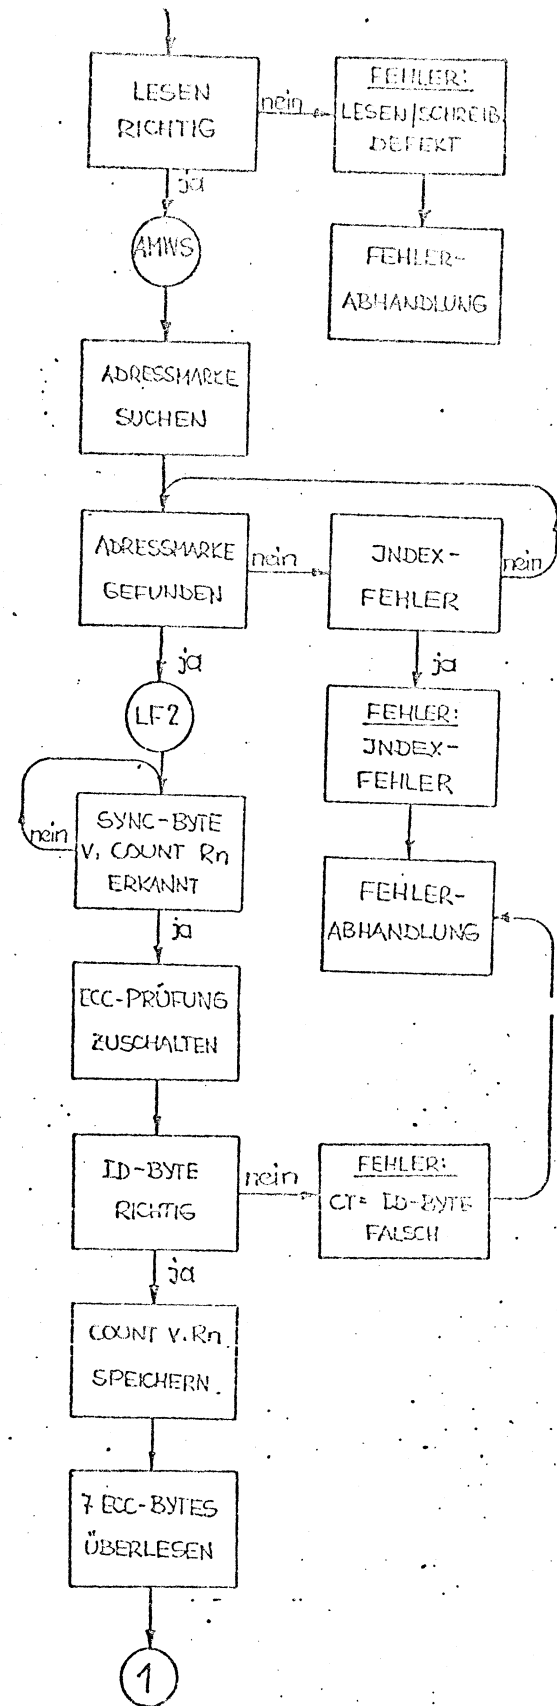 LESEN
RICHTIG
nein
FEHLER:
LESEN/SCHREIB
DEFEKT
ja
AMWS
FEHLER-
ABHANDLUNG
ADRESSMARKE
SUCHEN
ADRESSMARKE
GEFUNDEN
nein
INDEX-
FEHLER
nein
ja
ja
LF2
FEHLER:
INDEX-
FEHLER
nein
SYNC-BYTE
V. COUNT Rn
ERKANNT
ja
FEHLER-
ABHANDLUNG
ECC-PRÜFUNG
ZUSCHALTEN
ID-BYTE
RICHTIG
nein
FEHLER:
CT= ID-BYTE
FALSCH
ja
COUNT V. Rn
SPEICHERN
7 ECC-BYTES
ÜBERLESEN
1